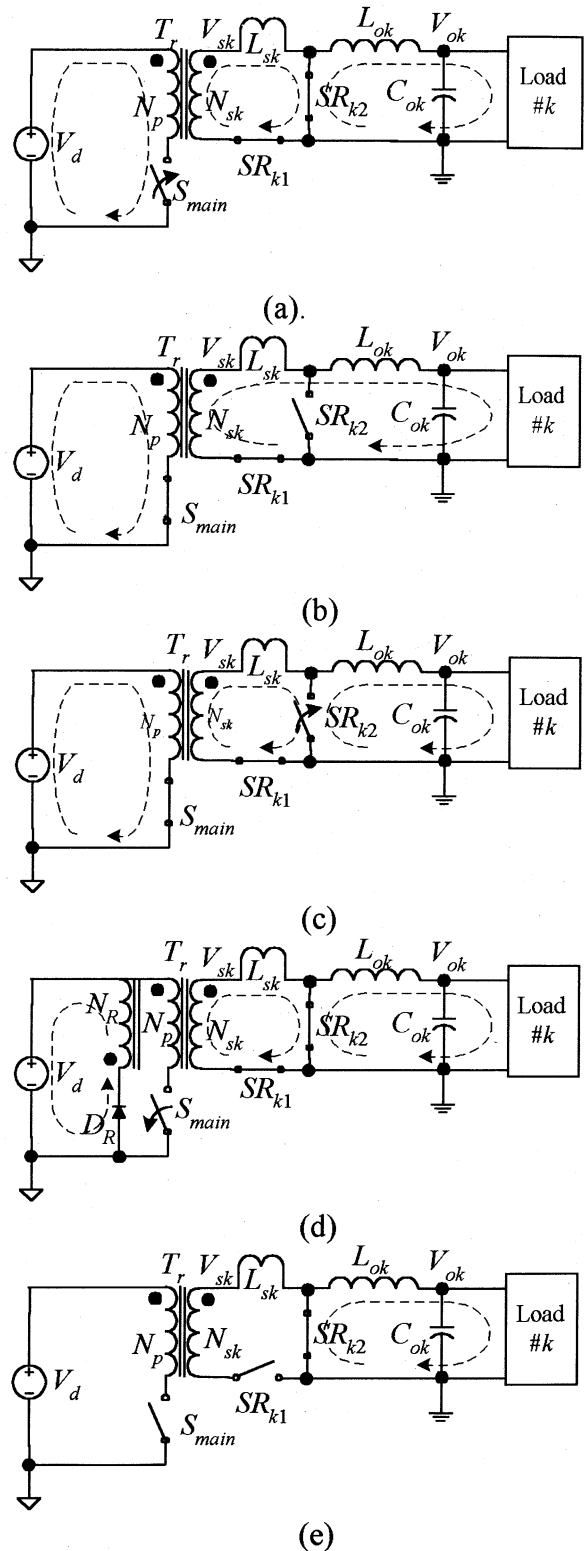 T_r V_sk L_sk L_ok V_ok
V_d N_p N_sk SR_k2 C_ok Load
#k
S_main SR_k1
(a).
T_r V_sk L_sk L_ok V_ok
V_d N_p N_sk SR_k2 C_ok Load
#k
S_main SR_k1
(b)
T_r V_sk L_sk L_ok V_ok
V_d N_p N_sk SR_k2 C_ok Load
#k
S_main SR_k1
(c)
T_r V_sk L_sk L_ok V_ok
V_d N_R N_p N_sk SR_k2 C_ok Load
#k
D_R S_main SR_k1
(d)
T_r V_sk L_sk L_ok V_ok
V_d N_p N_sk SR_k2 C_ok Load
#k
S_main SR_k1
(e)